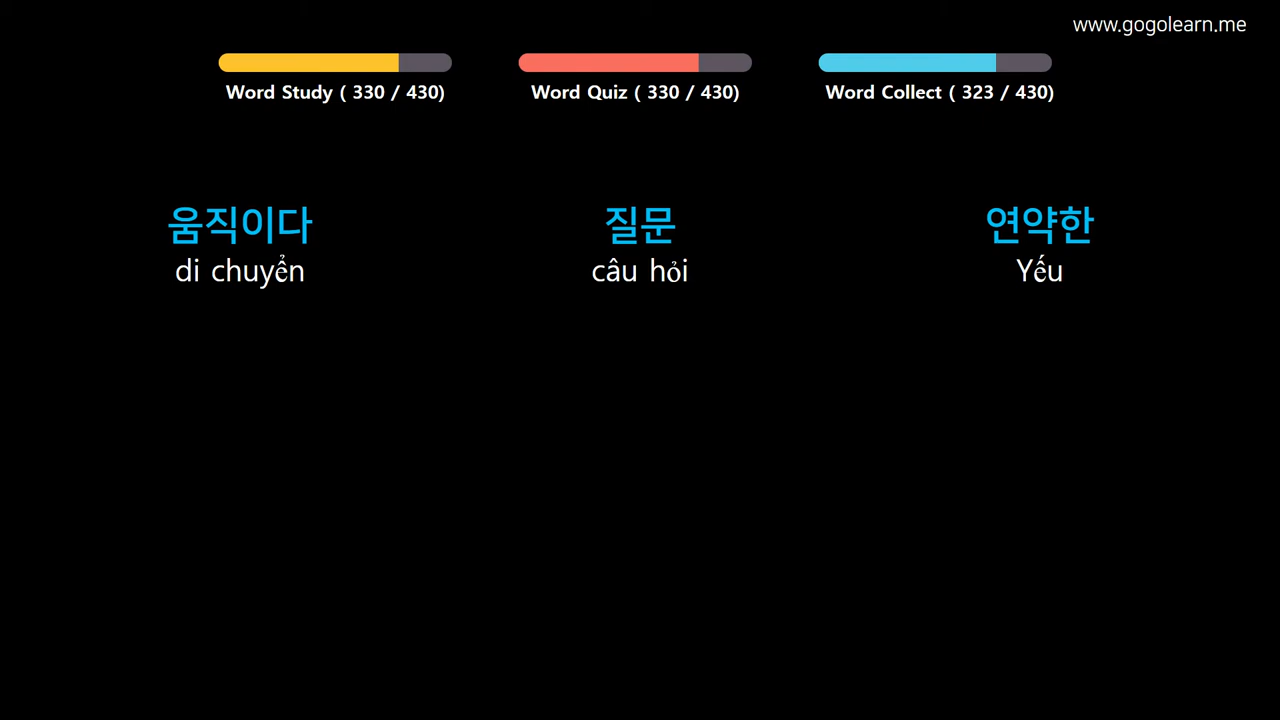 www.gogolearn.me
Word Study ( 330 / 430)
Word Quiz ( 330 / 430)
Word Collect ( 323 / 430)
움직이다
di chuyển
질문
câu hỏi
연약한
Yếu